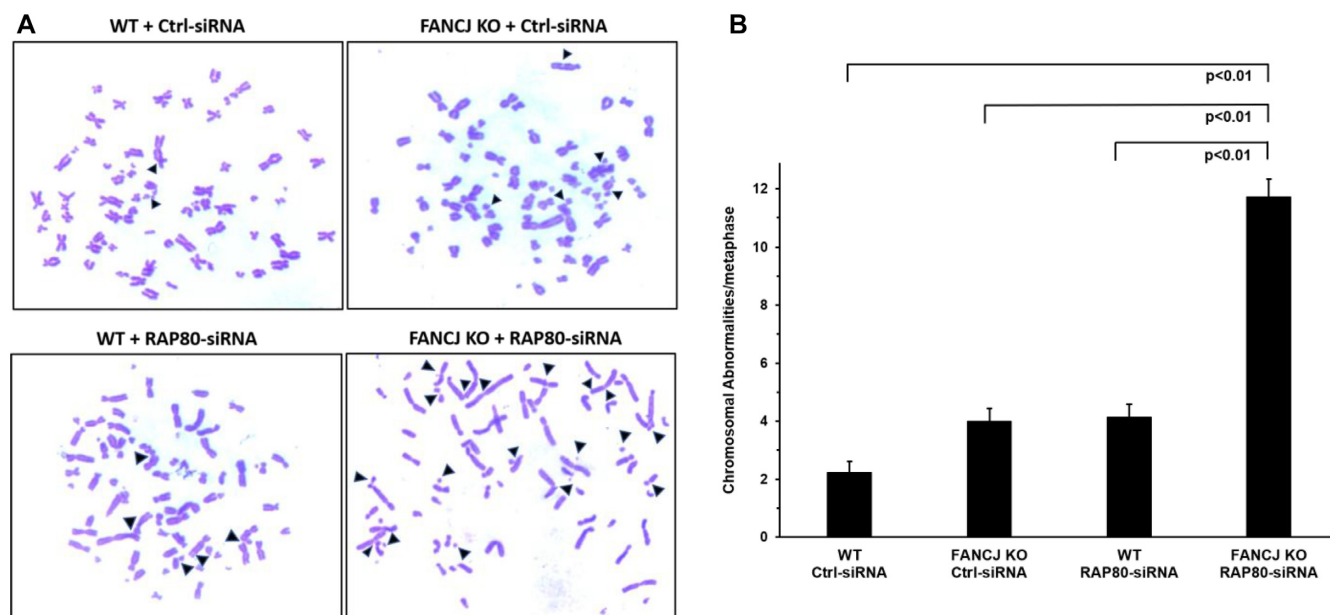 A
WT + Ctrl-siRNA
FANCJ KO + Ctrl-siRNA
WT + RAP80-siRNA
FANCJ KO + RAP80-siRNA
B
p<0.01
p<0.01
p<0.01
Chromosomal Abnormalities/metaphase
12
10
8
6
4
2
0
WT
Ctrl-siRNA
FANCJ KO
Ctrl-siRNA
WT
RAP80-siRNA
FANCJ KO
RAP80-siRNA